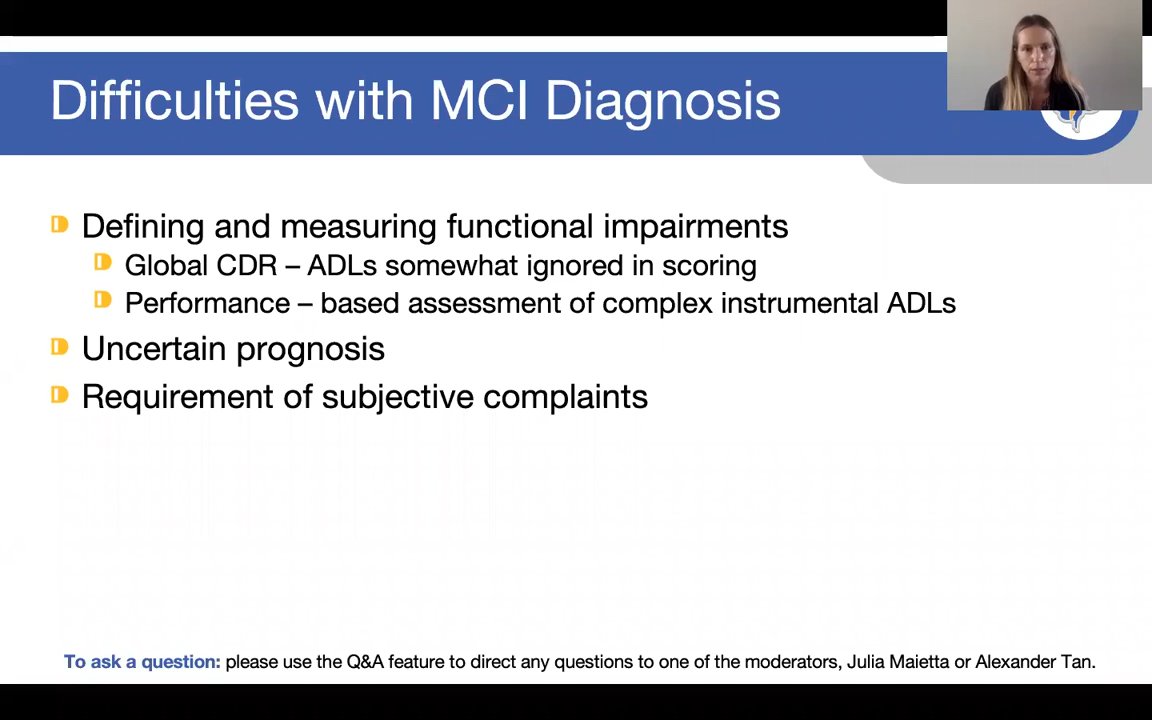 Difficulties with MCI Diagnosis
Defining and measuring functional impairments
Global CDR – ADLs somewhat ignored in scoring
Performance – based assessment of complex instrumental ADLs
Uncertain prognosis
Requirement of subjective complaints
To ask a question: please use the Q&A feature to direct any questions to one of the moderators, Julia Maietta or Alexander Tan.